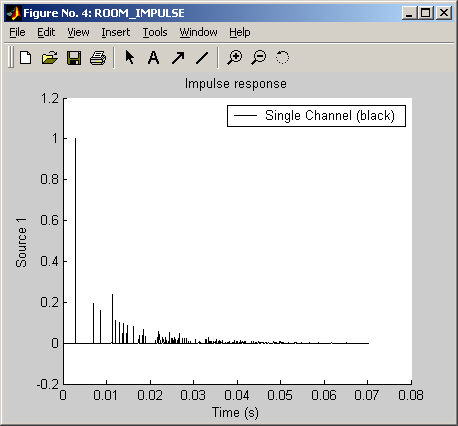 Figure No. 4: ROOM_IMPULSE
File Edit View Insert Tools Window Help
Impulse response
Single Channel (black)
1.2
1
0.8
0.6
0.4
0.2
0
-0.2
Source 1
0 0.01 0.02 0.03 0.04 0.05 0.06 0.07 0.08
Time (s)